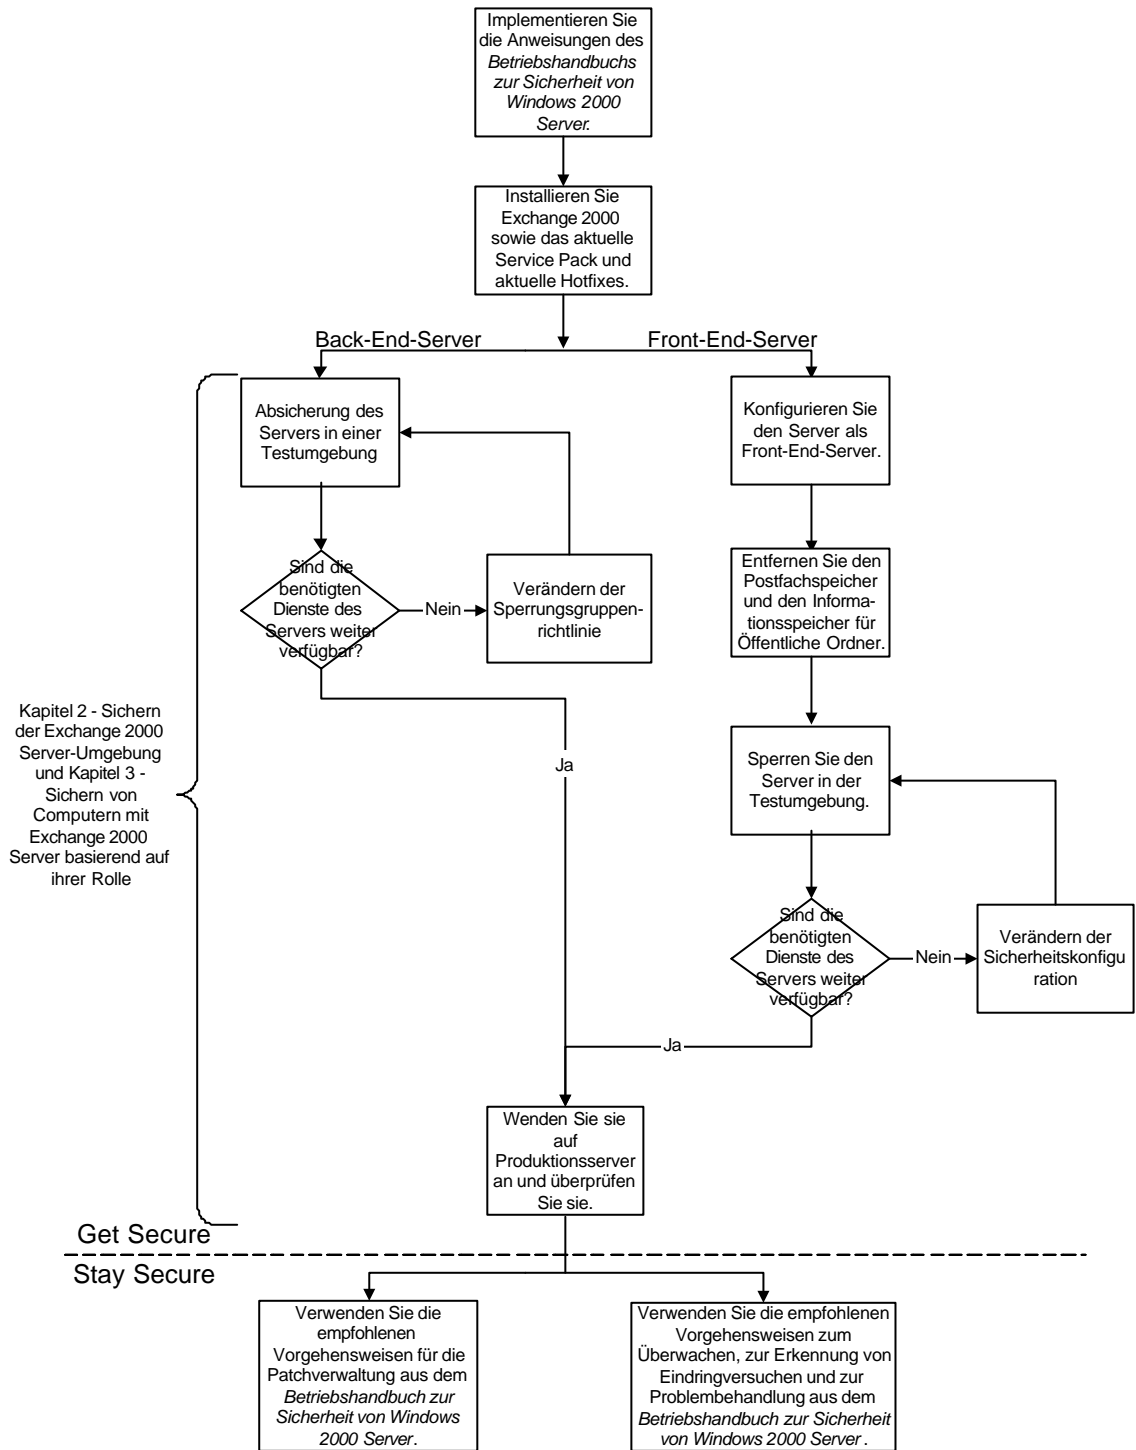 Implementieren Sie
die Anweisungen des
Betriebshandbuchs
zur Sicherheit von
Windows 2000
Server.
Installieren Sie
Exchange 2000
sowie das aktuelle
Service Pack und
aktuelle Hotfixes.
Back-End-Server
Front-End-Server
Absicherung des
Servers in einer
Testumgebung
Konfigurieren Sie
den Server als
Front-End-Server.
Sind die
benötigten
Dienste des
Servers weiter
verfügbar?
Nein
Verändern der
Sperrungsgruppen-
richtlinie
Entfernen Sie den
Postfachspeicher
und den Informa-
tionsspeicher für
Öffentliche Ordner.
Kapitel 2 - Sichern
der Exchange 2000
Server-Umgebung
und Kapitel 3 -
Sichern von
Computern mit
Exchange 2000
Server basierend auf
ihrer Rolle
Ja
Sperren Sie den
Server in der
Testumgebung.
Sind die
benötigten
Dienste des
Servers weiter
verfügbar?
Nein
Verändern der
Sicherheitskonfigu
ration
Ja
Wenden Sie sie
auf
Produktionsserver
an und überprüfen
Sie sie.
Get Secure
Stay Secure
Verwenden Sie die
empfohlenen
Vorgehensweisen für die
Patchverwaltung aus dem
Betriebshandbuch zur
Sicherheit von Windows
2000 Server.
Verwenden Sie die empfohlenen
Vorgehensweisen zum
Überwachen, zur Erkennung von
Eindringversuchen und zur
Problembehandlung aus dem
Betriebshandbuch zur Sicherheit
von Windows 2000 Server .